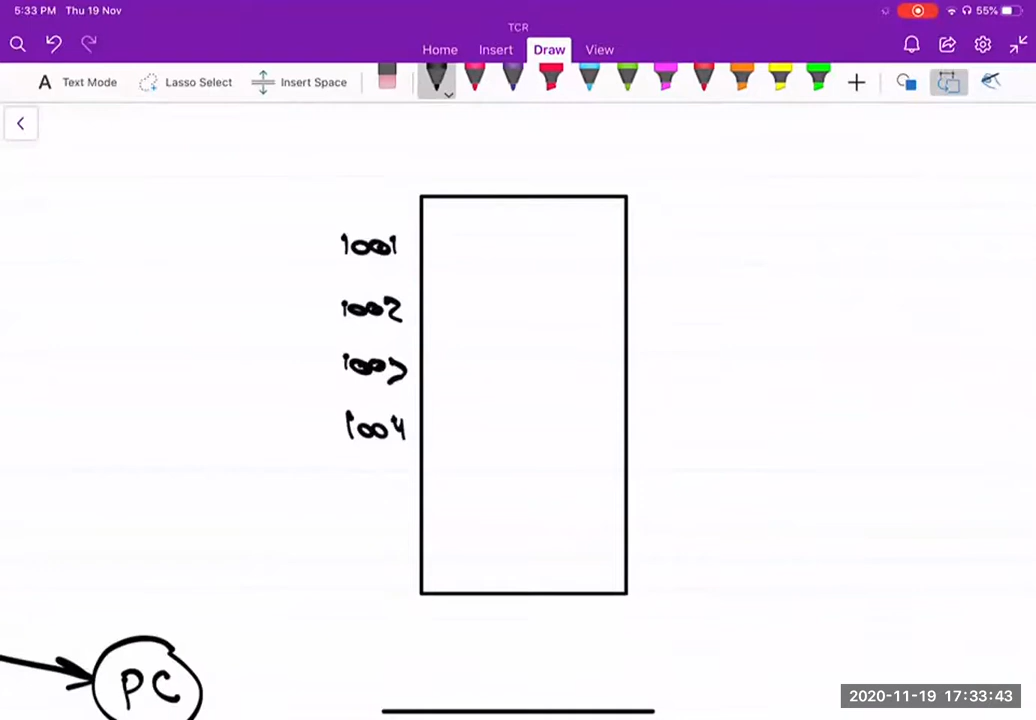 5:33 PM Thu 19 Nov
55%
TCR
Home Insert Draw View
A Text Mode Lasso Select Insert Space
1001
1002
1003
1004
PC
2020-11-19 17:33:43